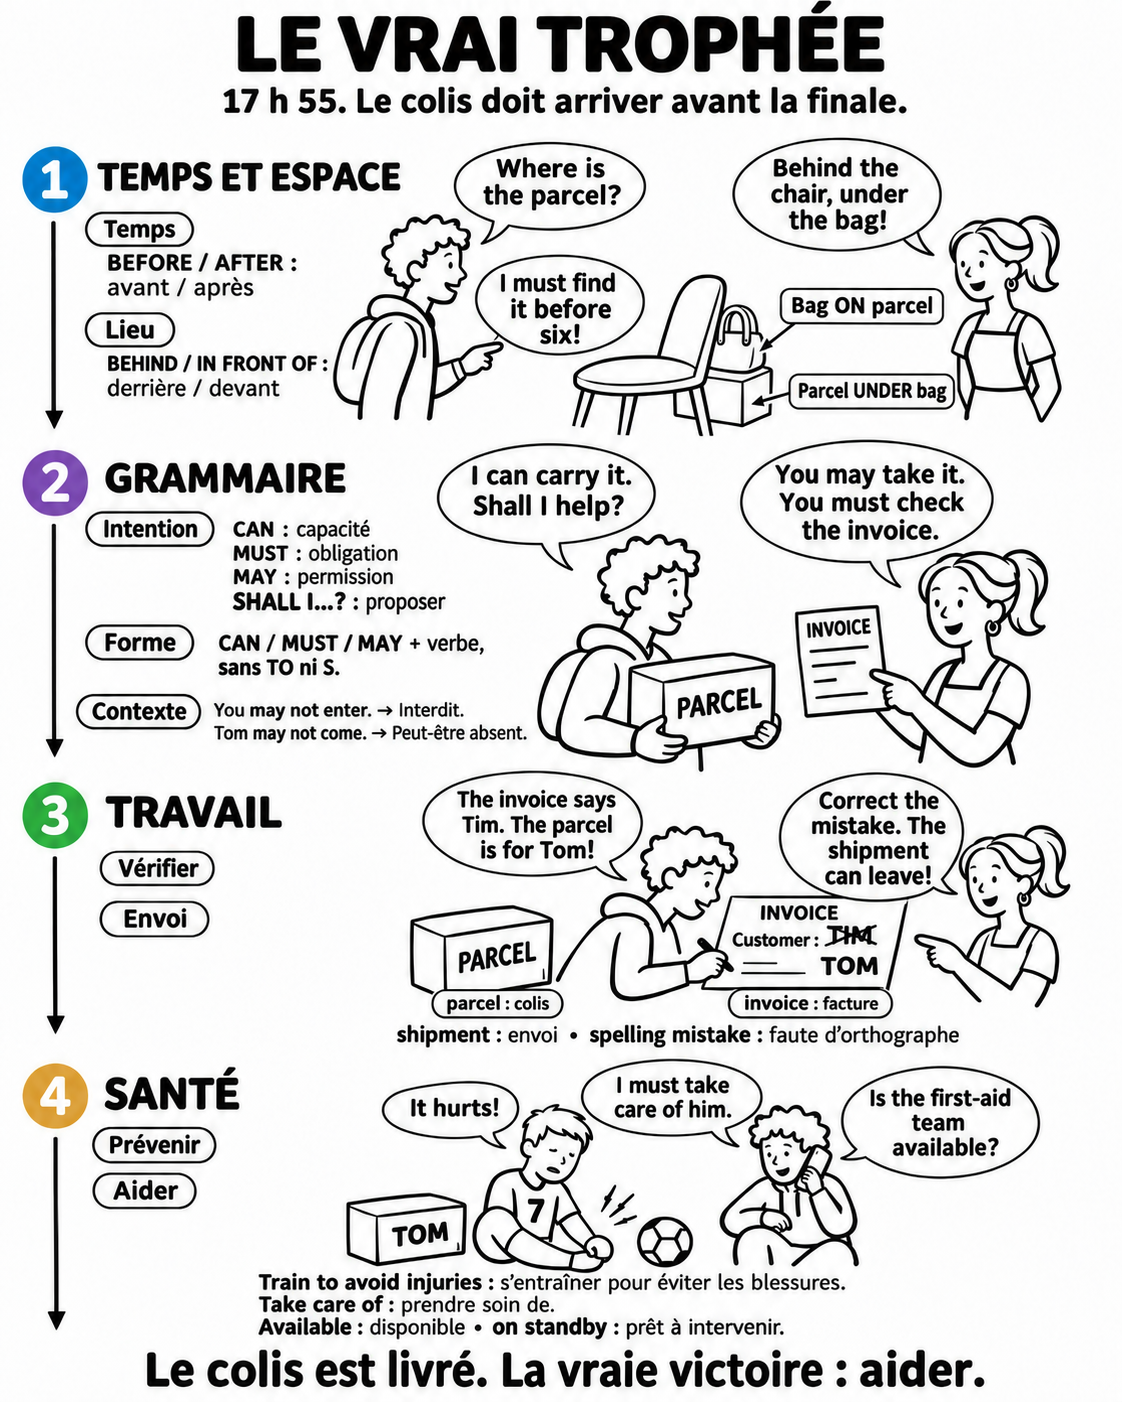 LE VRAI TROPHÉE
17 h 55. Le colis doit arriver avant la finale.
1 TEMPS ET ESPACE
Temps
BEFORE / AFTER :
avant / après
Lieu
BEHIND / IN FRONT OF :
derrière / devant
Where is
the parcel?
I must find
it before
six!
Behind the
chair, under
the bag!
Bag ON parcel
Parcel UNDER bag
2 GRAMMAIRE
Intention
CAN : capacité
MUST : obligation
MAY : permission
SHALL I...? : proposer
Forme
CAN / MUST / MAY + verbe,
sans TO ni S.
Contexte
You may not enter. → Interdit.
Tom may not come. → Peut-être absent.
I can carry it.
Shall I help?
You may take it.
You must check
the invoice.
PARCEL
INVOICE
3 TRAVAIL
Vérifier
Envoi
The invoice says
Tim. The parcel
is for Tom!
Correct the
mistake. The
shipment
can leave!
PARCEL
INVOICE
Customer : TIM
TOM
parcel : colis
invoice : facture
shipment : envoi • spelling mistake : faute d'orthographe
4 SANTÉ
Prévenir
Aider
It hurts!
I must take
care of him.
Is the first-aid
team
available?
TOM
7
Train to avoid injuries : s'entraîner pour éviter les blessures.
Take care of : prendre soin de.
Available : disponible • on standby : prêt à intervenir.
Le colis est livré. La vraie victoire : aider.